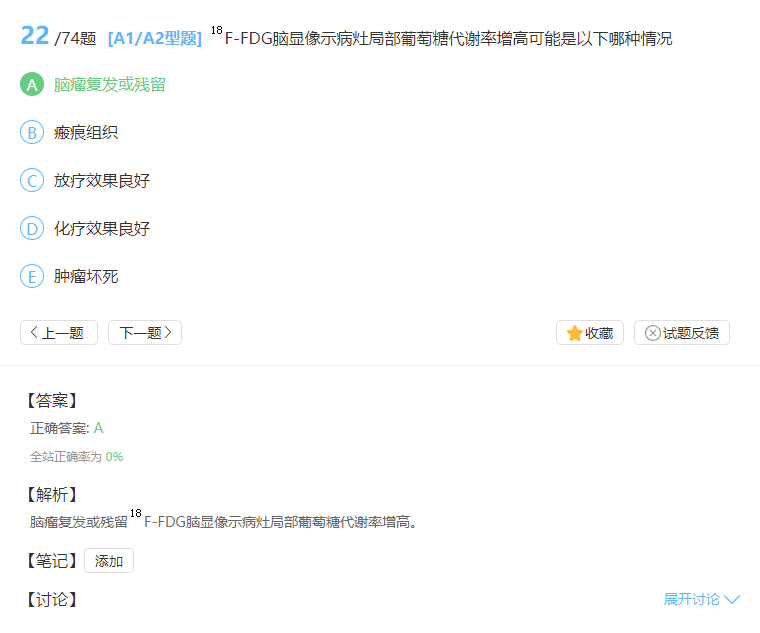 22 /74题 [A1/A2型题] 18F-FDG脑显像示病灶局部葡萄糖代谢率增高可能是以下哪种情况
A 脑瘤复发或残留
B 瘢痕组织
C 放疗效果良好
D 化疗效果良好
E 肿瘤坏死
上一题 下一题 收藏 试题反馈
【答案】
正确答案: A
全站正确率为 0%
【解析】
脑瘤复发或残留18F-FDG脑显像示病灶局部葡萄糖代谢率增高。
【笔记】 添加
【讨论】 展开讨论